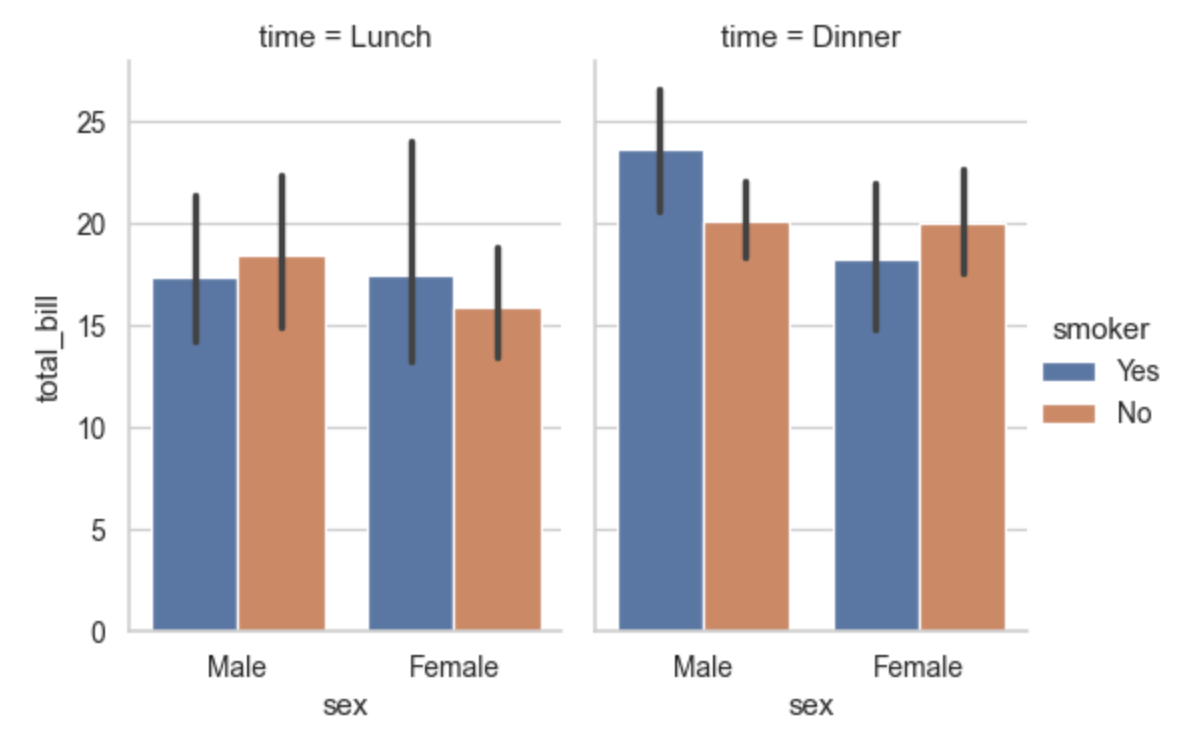 time = Lunch
time = Dinner
25
20
15
10
5
0
total_bill
Male
Female
Male
Female
sex
sex
smoker
Yes
No